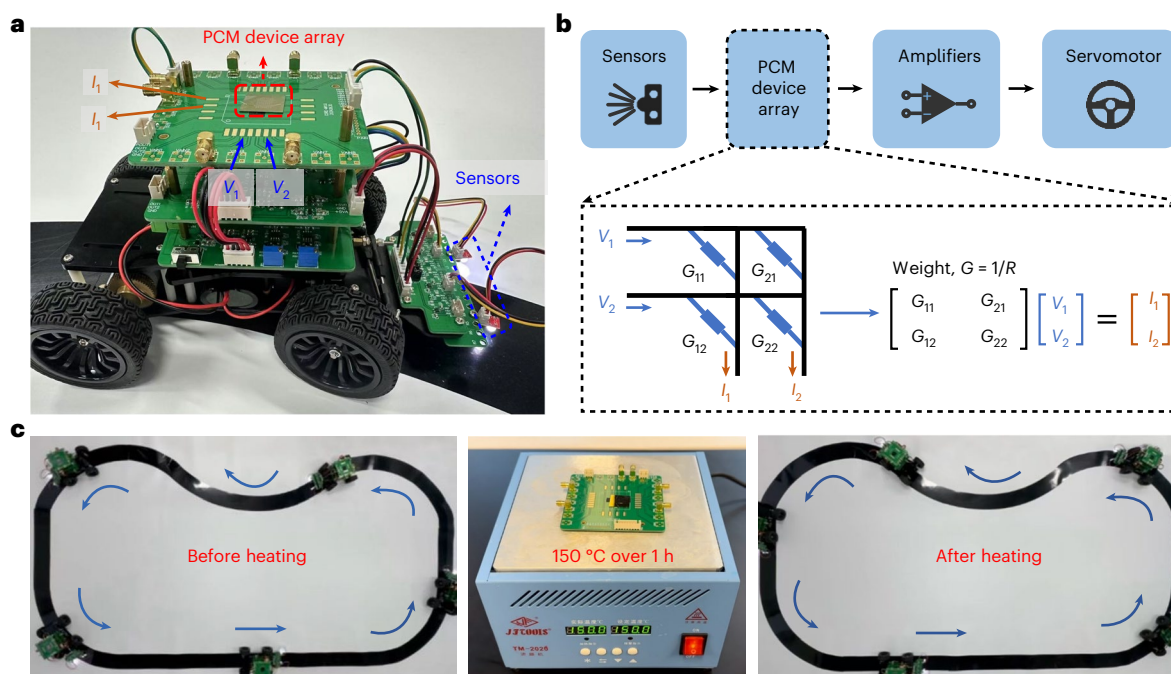 a
PCM device array
I1
I1
V1 V2
Sensors
b
Sensors
PCM
device
array
Amplifiers
Servomotor
V1
V2
G11 G21
G12 G22
I1 I2
Weight, G = 1/R
[G11 G21
G12 G22] [V1
V2] = [I1
I2]
c
Before heating
150 °C over 1 h
JFTOOLS
TM-202B
After heating